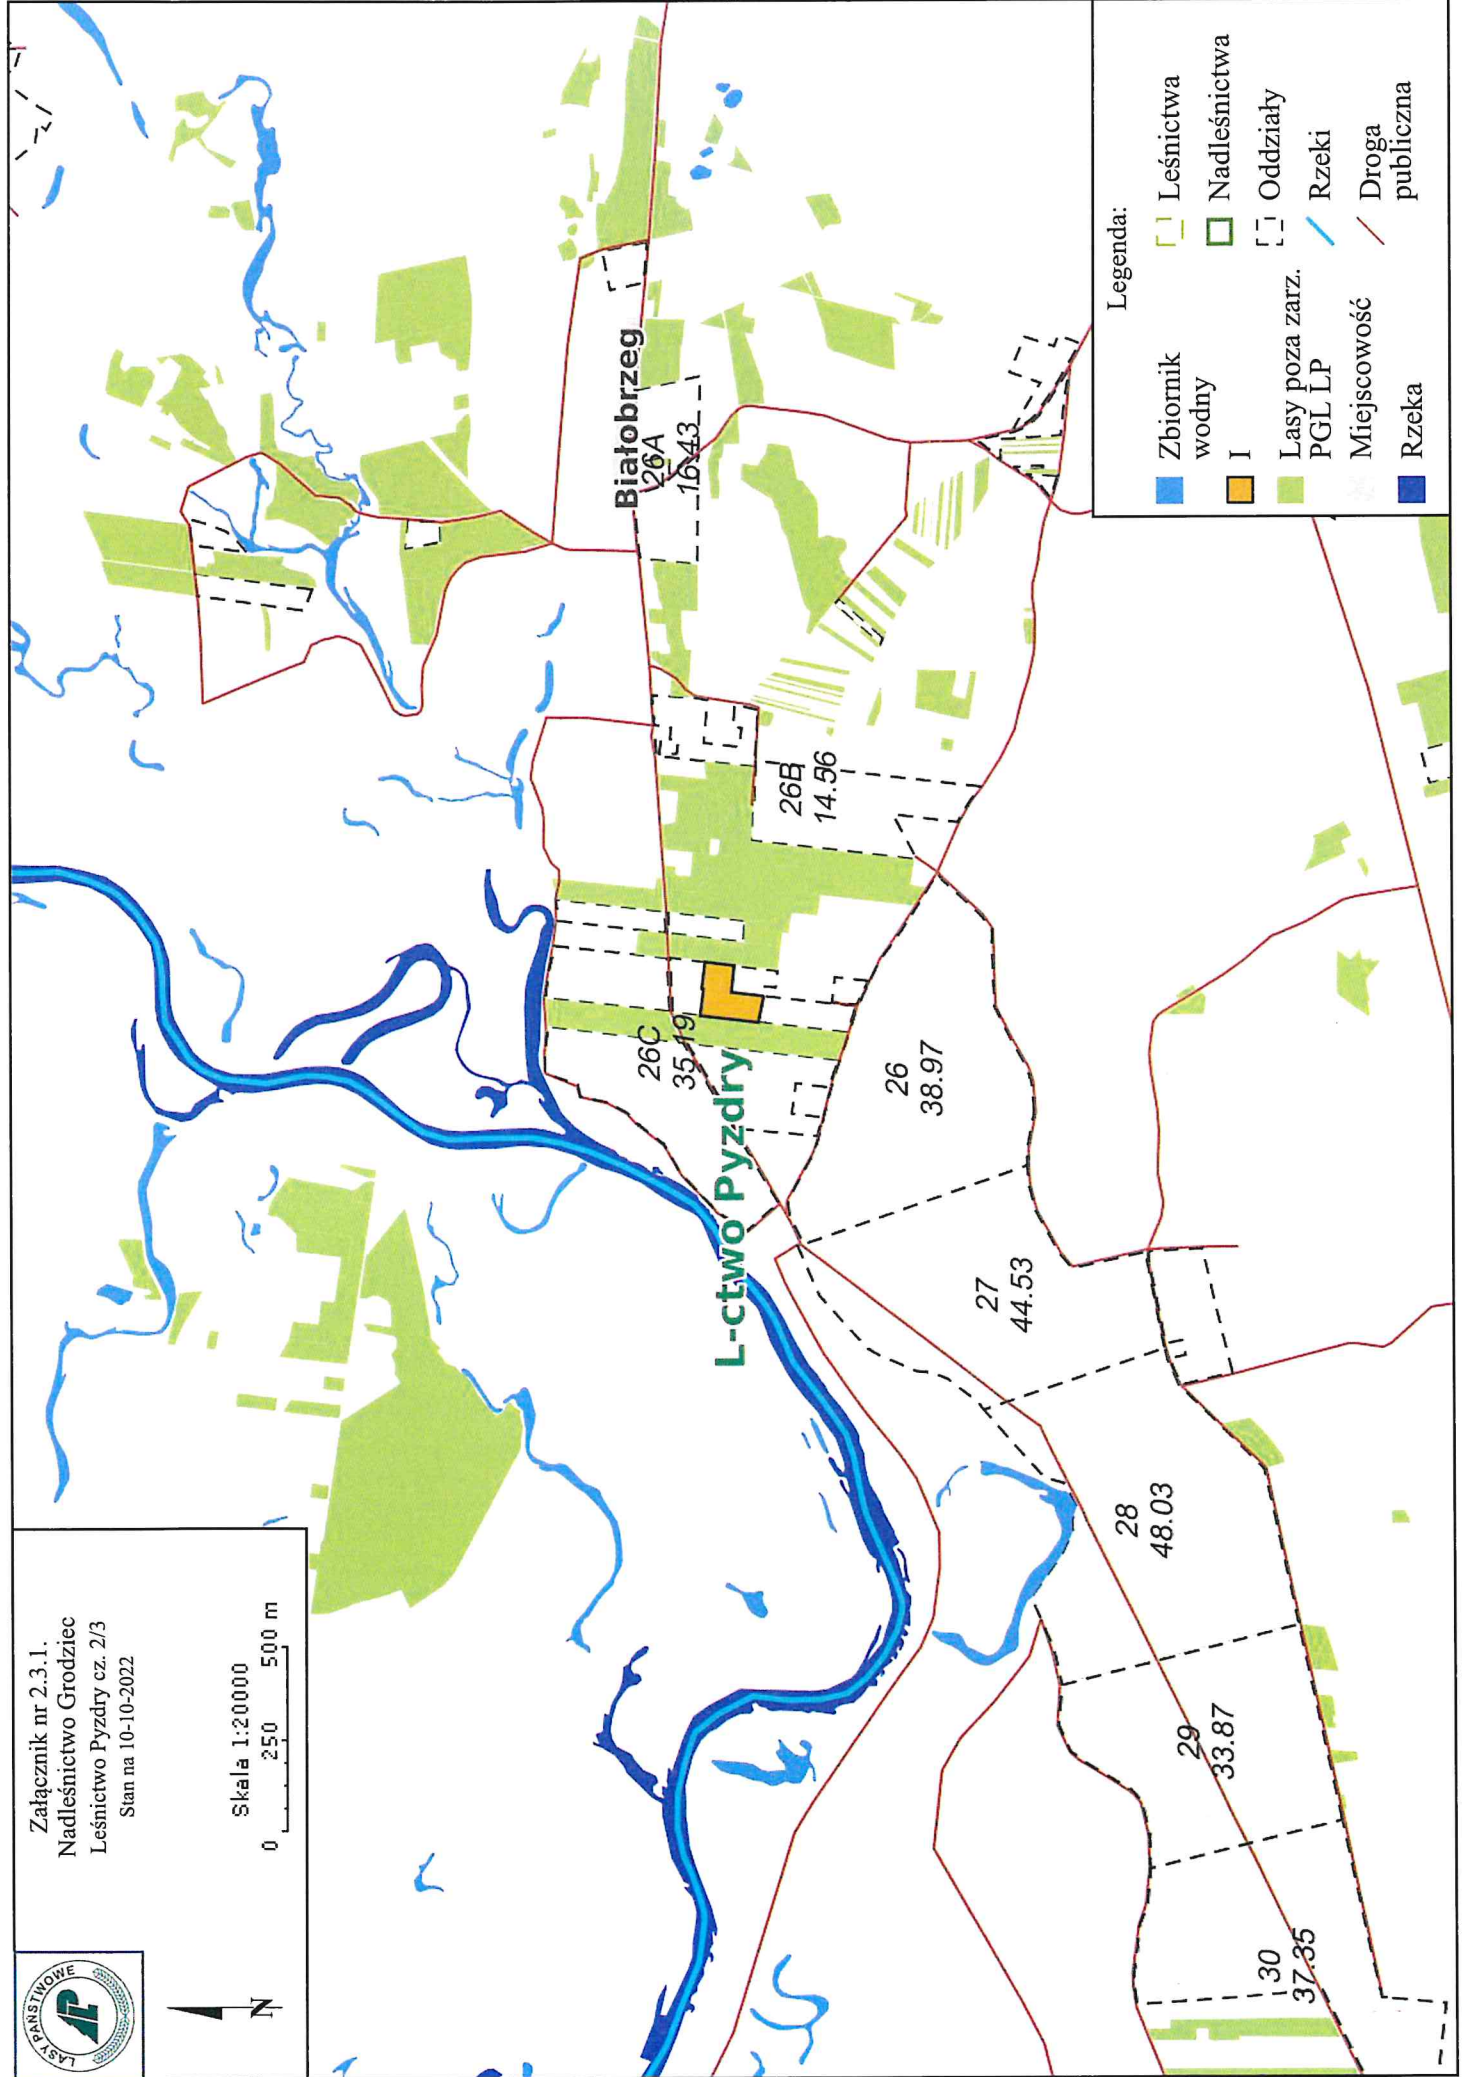 LASY PAŃSTWOWE
LP
Załącznik nr 2.3.1.
Nadleśnictwo Grodziec
Leśnictwo Pyzdry cz. 2/3
Stan na 10-10-2022
Skala 1:20000
0 250 500 m
N
Białobrzeg
26A
16.43
26B
14.56
26C
35.19
L-ctwo Pyzdry
26
38.97
27
44.53
28
48.03
29
33.87
30
37.35
Legenda:
Zbiornik
wodny
I
Lasy poza zarz.
PGL LP
Miejscowość
Rzeka
Leśnictwa
Nadleśnictwa
Oddziały
Rzeki
Droga
publiczna